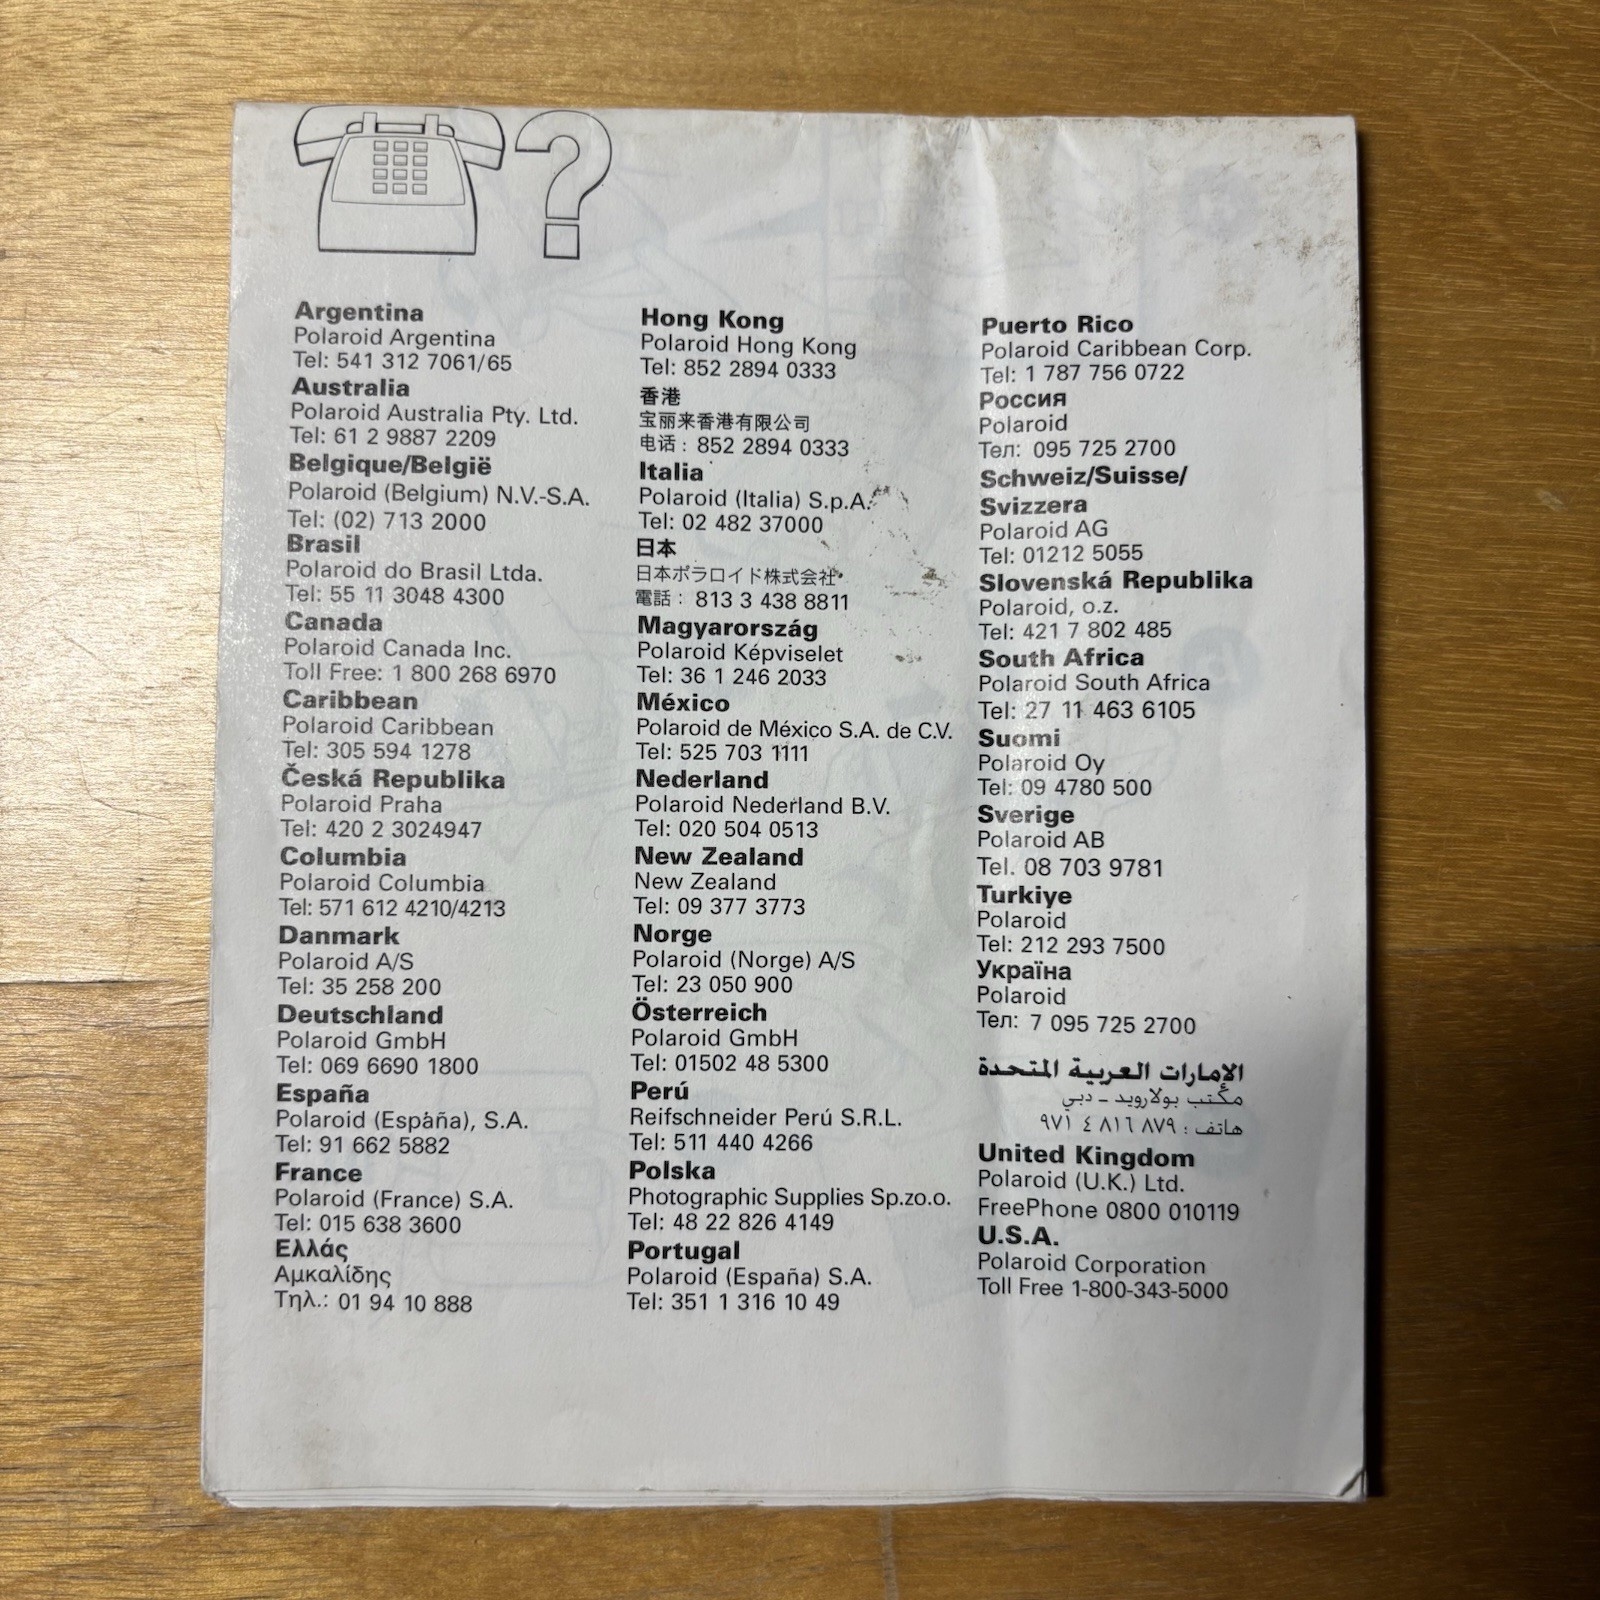 Argentina
Polaroid Argentina
Tel: 541 312 7061/65
Australia
Polaroid Australia Pty. Ltd.
Tel: 61 2 9887 2209
Belgique/België
Polaroid (Belgium) N.V.-S.A.
Tel: (02) 713 2000
Brasil
Polaroid do Brasil Ltda.
Tel: 55 11 3048 4300
Canada
Polaroid Canada Inc.
Toll Free: 1 800 268 6970
Caribbean
Polaroid Caribbean
Tel: 305 594 1278
Česká Republika
Polaroid Praha
Tel: 420 2 3024947
Columbia
Polaroid Columbia
Tel: 571 612 4210/4213
Danmark
Polaroid A/S
Tel: 35 258 200
Deutschland
Polaroid GmbH
Tel: 069 6690 1800
España
Polaroid (España), S.A.
Tel: 91 662 5882
France
Polaroid (France) S.A.
Tel: 015 638 3600
Ελλάς
Αμκαλίδης
Τηλ.: 01 94 10 888
Hong Kong
Polaroid Hong Kong
Tel: 852 2894 0333
香港
宝丽来香港有限公司
电话: 852 2894 0333
Italia
Polaroid (Italia) S.p.A.
Tel: 02 482 37000
日本
日本ポラロイド株式会社
電話: 813 3 438 8811
Magyarország
Polaroid Képviselet
Tel: 36 1 246 2033
México
Polaroid de México S.A. de C.V.
Tel: 525 703 1111
Nederland
Polaroid Nederland B.V.
Tel: 020 504 0513
New Zealand
New Zealand
Tel: 09 377 3773
Norge
Polaroid (Norge) A/S
Tel: 23 050 900
Österreich
Polaroid GmbH
Tel: 01502 48 5300
Perú
Reifschneider Perú S.R.L.
Tel: 511 440 4266
Polska
Photographic Supplies Sp.zo.o.
Tel: 48 22 826 4149
Portugal
Polaroid (España) S.A.
Tel: 351 1 316 10 49
Puerto Rico
Polaroid Caribbean Corp.
Tel: 1 787 756 0722
Россия
Polaroid
Тел: 095 725 2700
Schweiz/Suisse/
Svizzera
Polaroid AG
Tel: 01212 5055
Slovenská Republika
Polaroid, o.z.
Tel: 421 7 802 485
South Africa
Polaroid South Africa
Tel: 27 11 463 6105
Suomi
Polaroid Oy
Tel: 09 4780 500
Sverige
Polaroid AB
Tel. 08 703 9781
Turkiye
Polaroid
Tel: 212 293 7500
Україна
Polaroid
Тел: 7 095 725 2700
الإمارات العربية المتحدة
مكتب بولارويد - دبي
هاتف : ٩٧١ ٤ ٨١٦ ٨٧٩
United Kingdom
Polaroid (U.K.) Ltd.
FreePhone 0800 010119
U.S.A.
Polaroid Corporation
Toll Free 1-800-343-5000